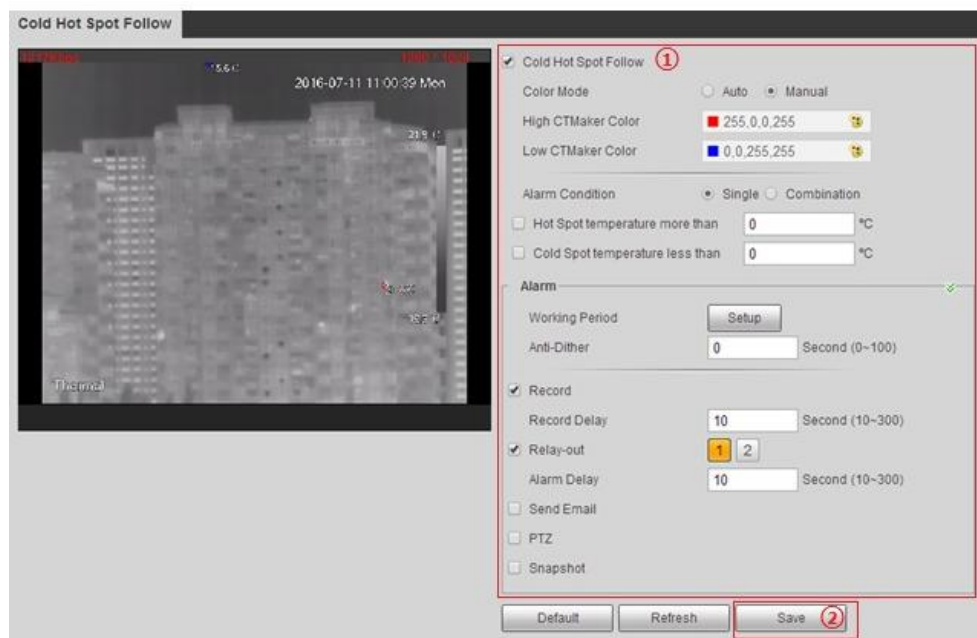 Cold Hot Spot Follow
2016-07-11 11:00:39 Mon
Thermal
Cold Hot Spot Follow ①
Color Mode Auto Manual
High CTMaker Color 255,0,0,255
Low CTMaker Color 0,0,255,255
Alarm Condition Single Combination
Hot Spot temperature more than 0 °C
Cold Spot temperature less than 0 °C
Alarm
Working Period Setup
Anti-Dither 0 Second (0~100)
Record
Record Delay 10 Second (10~300)
Relay-out 1 2
Alarm Delay 10 Second (10~300)
Send Email
PTZ
Snapshot
Default Refresh Save ②